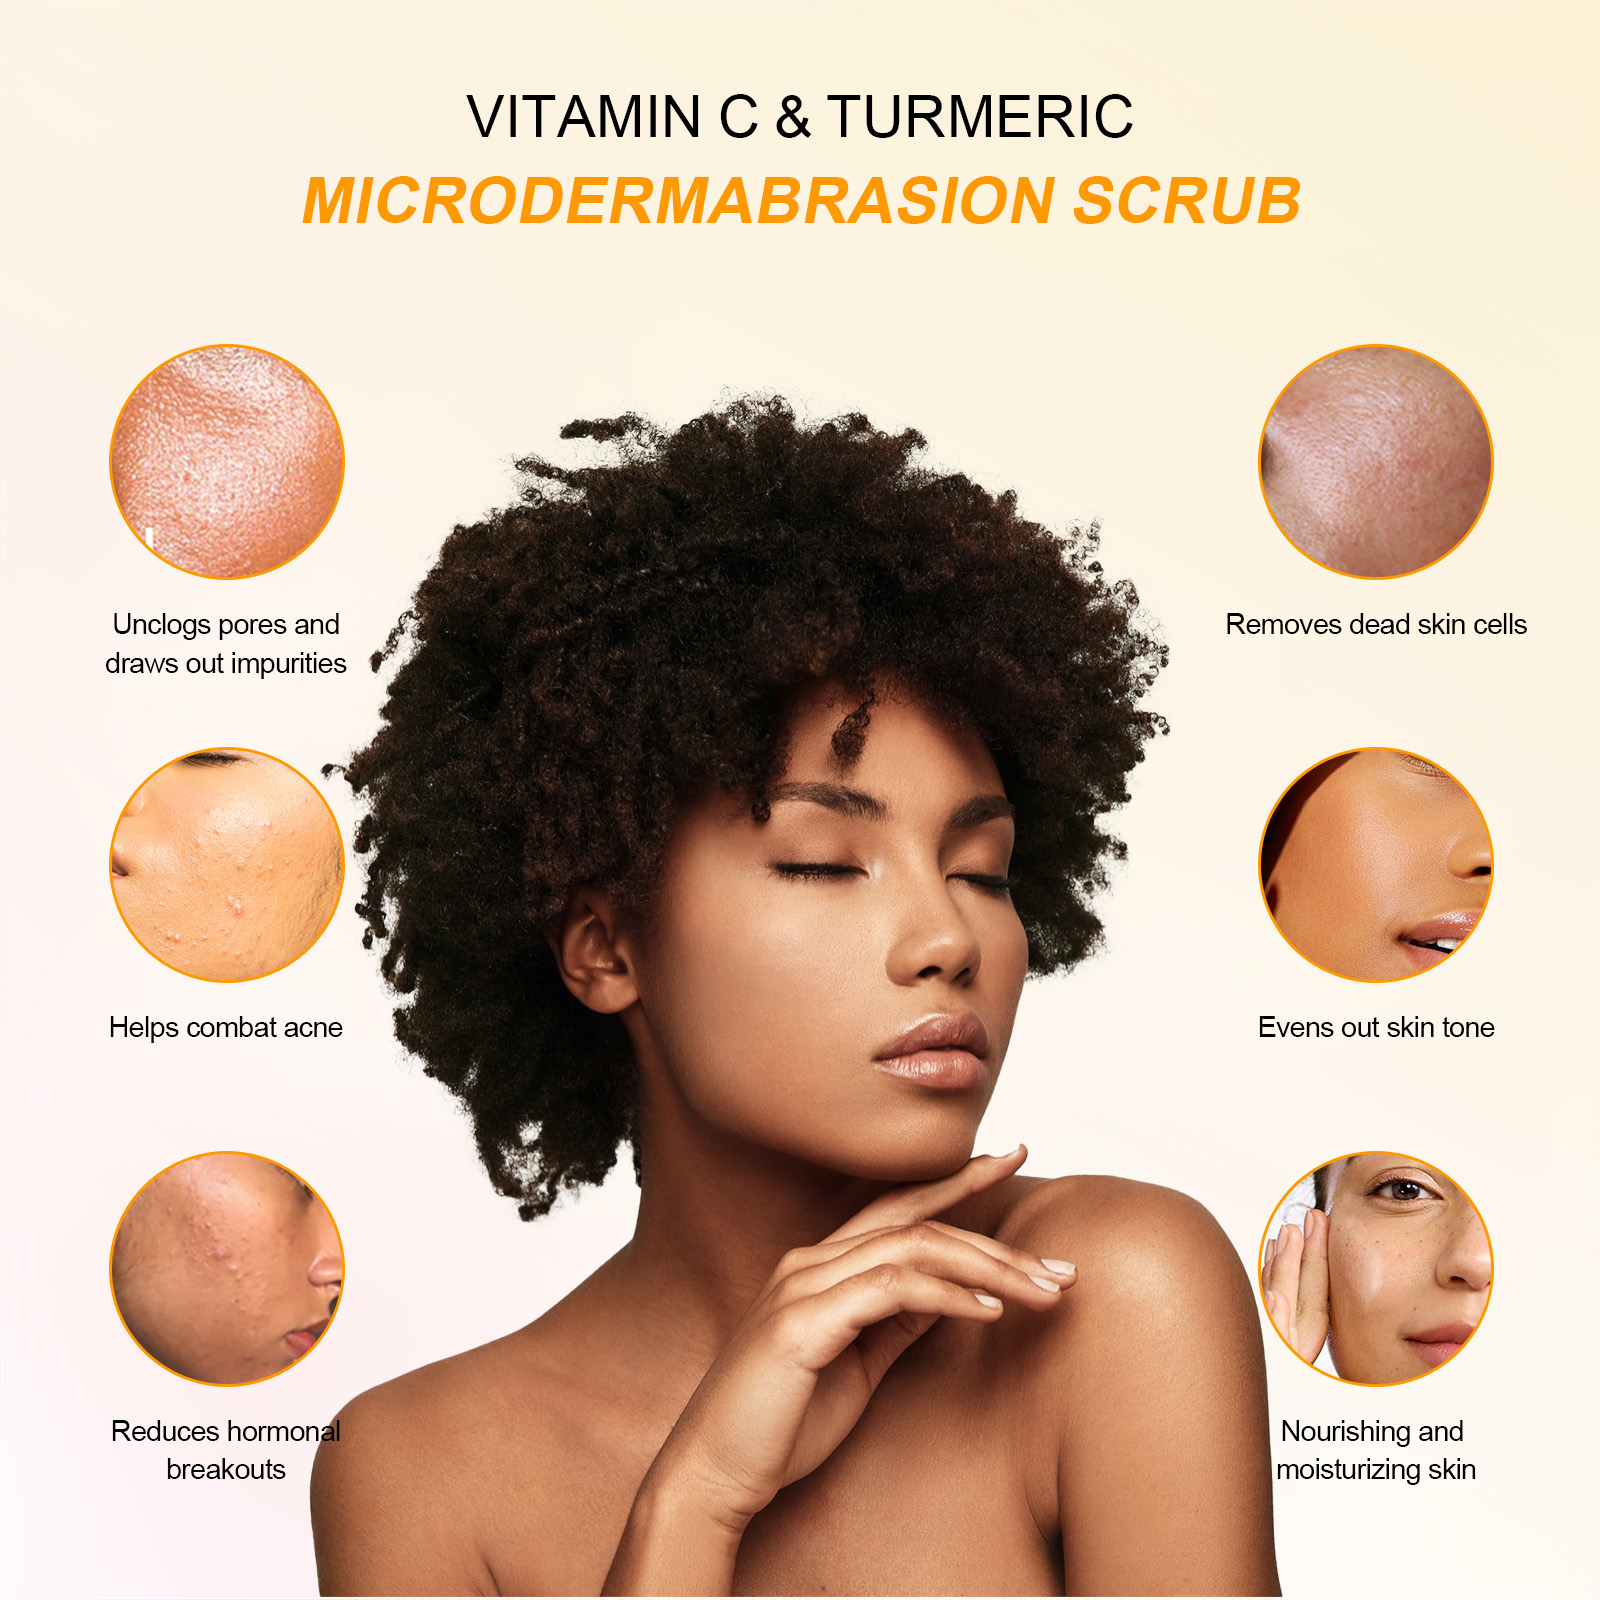 VITAMIN C & TURMERIC
MICRODERMABRASION SCRUB
Unclogs pores and
draws out impurities
Removes dead skin cells
Helps combat acne
Evens out skin tone
Reduces hormonal
breakouts
Nourishing and
moisturizing skin